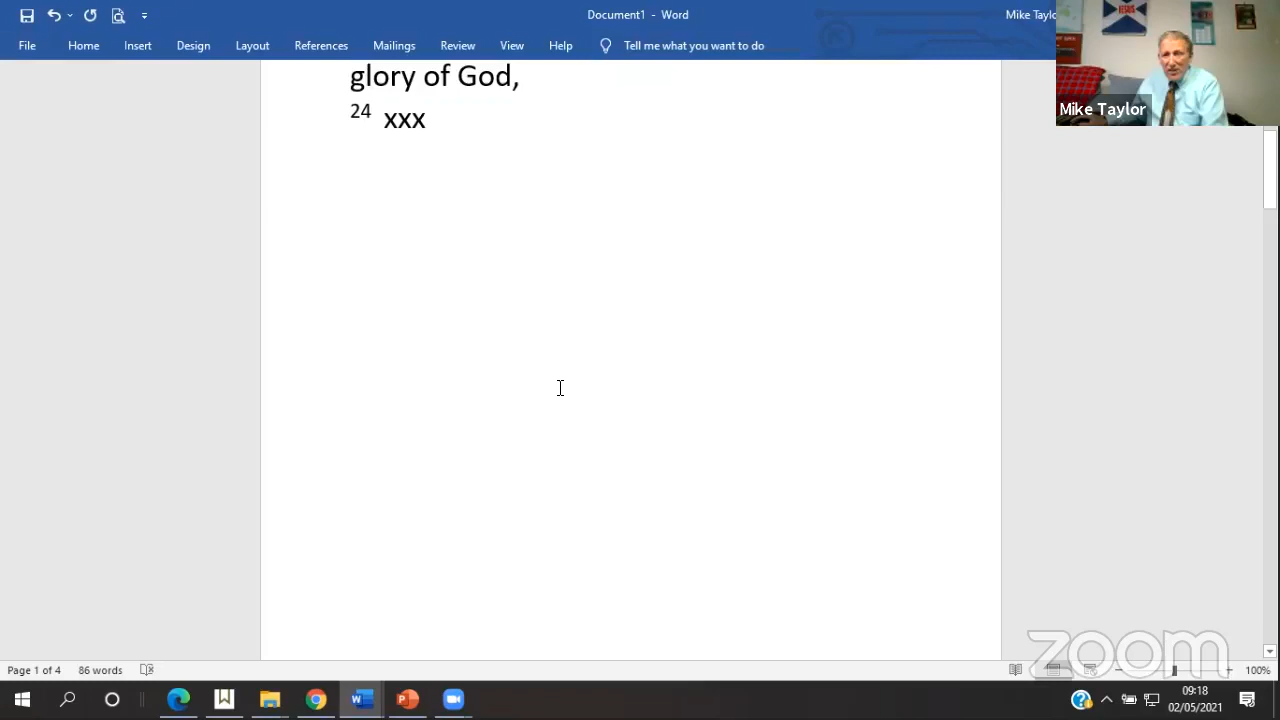 Document1 - Word
Mike Taylo
File Home Insert Design Layout References Mailings Review View Help Tell me what you want to do
Mike Taylor
glory of God,
24 xxx
zoom
Page 1 of 4 86 words
100%
09:18
02/05/2021